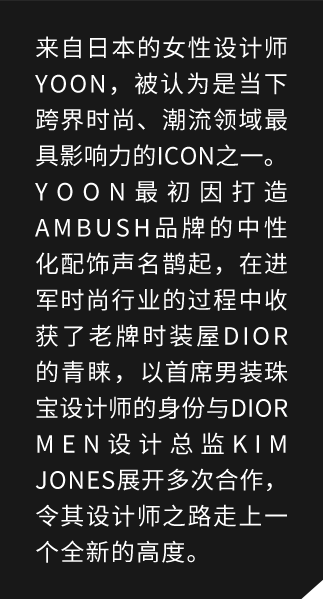 来自日本的女性设计师
YOON，被认为是当下
跨界时尚、潮流领域最
具影响力的ICON之一。
YOON最初因打造
AMBUSH品牌的中性
化配饰声名鹊起，在进
军时尚行业的过程中收
获了老牌时装屋DIOR
的青睐，以首席男装珠
宝设计师的身份与DIOR
MEN设计总监KIM
JONES展开多次合作，
令其设计师之路走上一
个全新的高度。